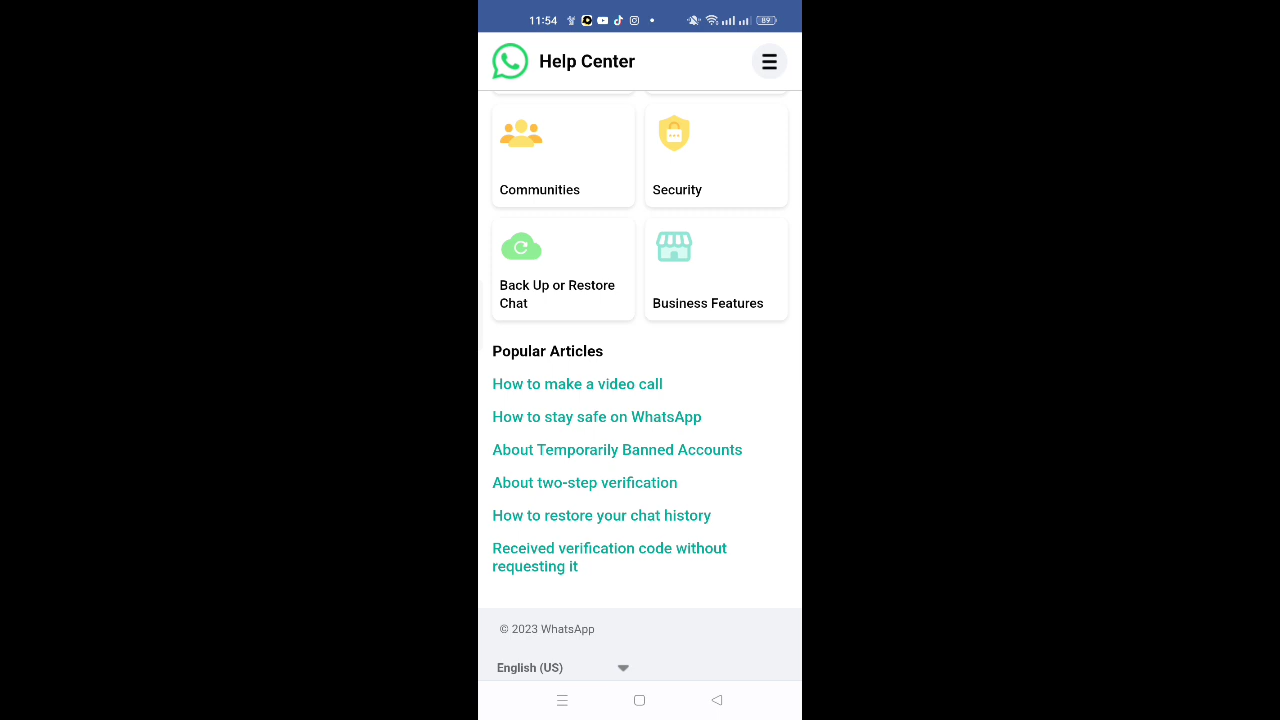 11:54
89
Help Center
Communities
Security
Back Up or Restore
Chat
Business Features
Popular Articles
How to make a video call
How to stay safe on WhatsApp
About Temporarily Banned Accounts
About two-step verification
How to restore your chat history
Received verification code without
requesting it
© 2023 WhatsApp
English (US)